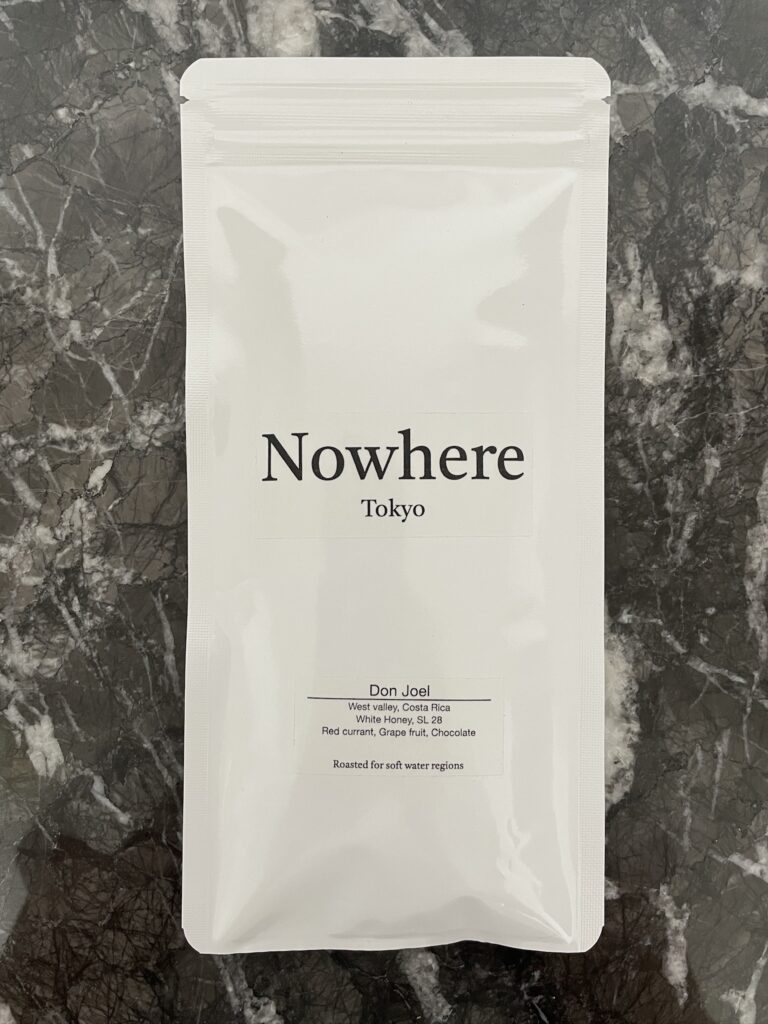 Nowhere
Tokyo
Don Joel
West valley, Costa Rica
White Honey, SL 28
Red currant, Grape fruit, Chocolate
Roasted for soft water regions